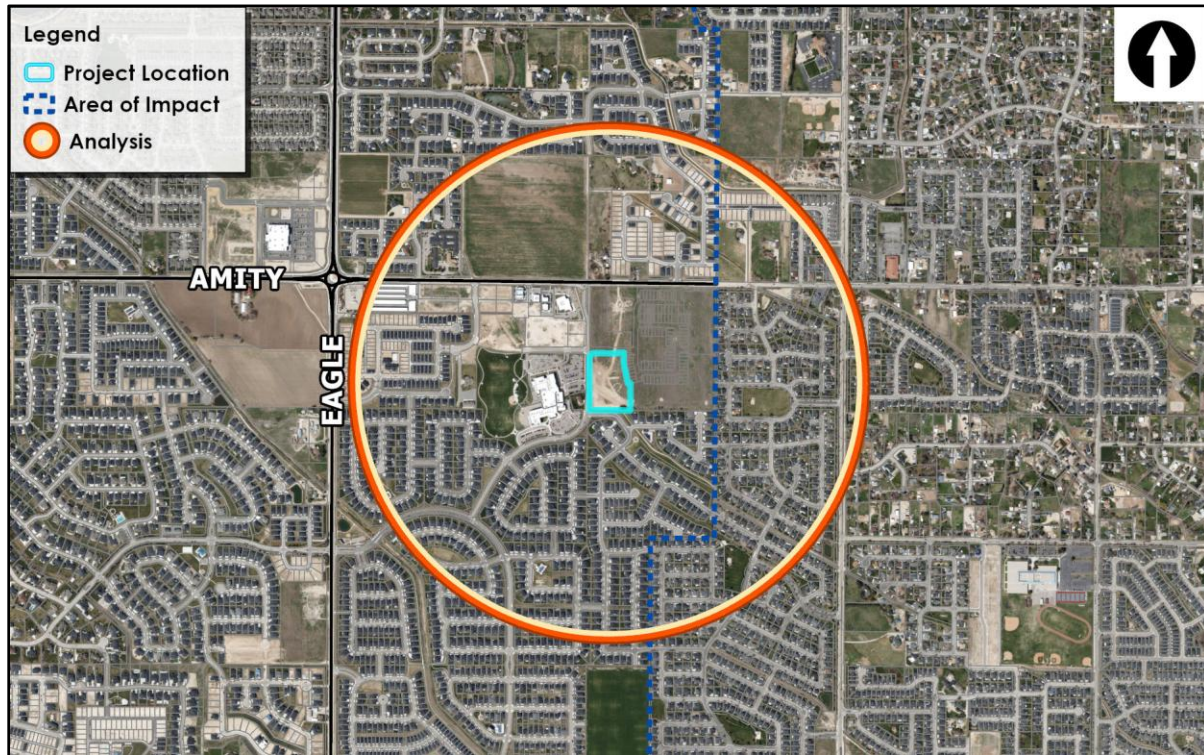 Legend
Project Location
Area of Impact
Analysis
AMITY
EAGLE